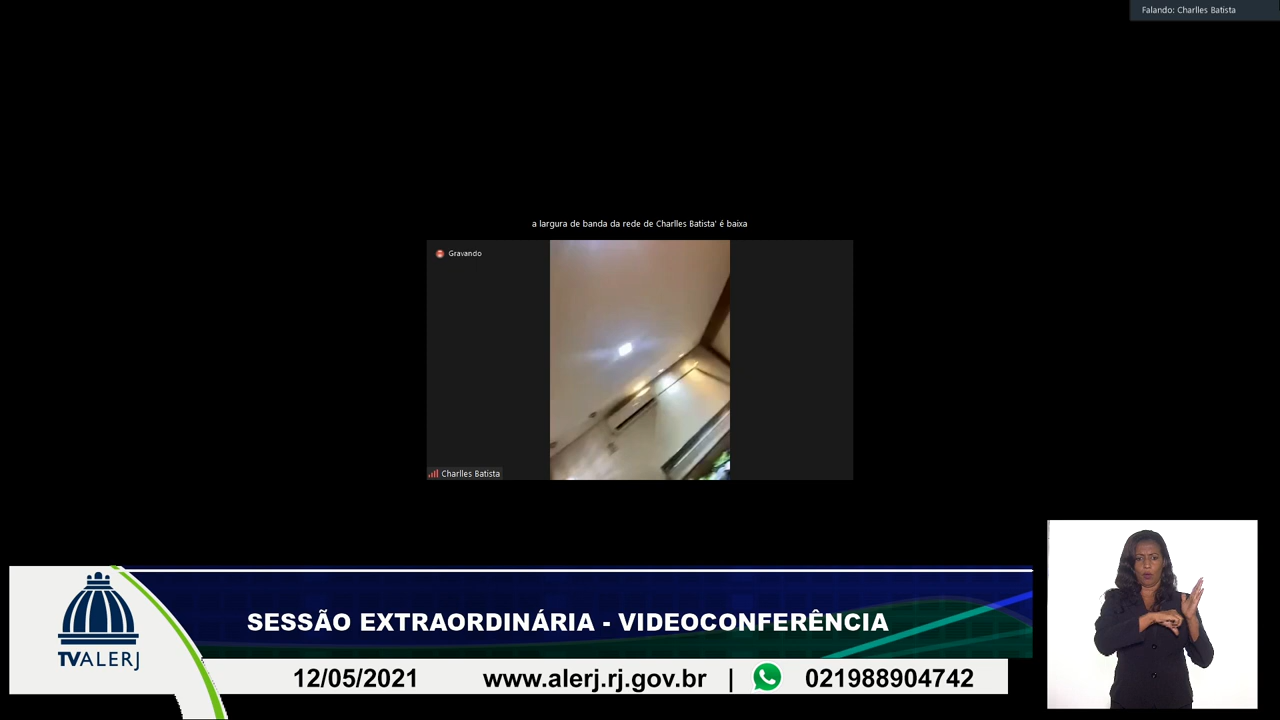 Falando: Charlles Batista
a largura de banda da rede de Charlles Batista' é baixa
Gravando
Charlles Batista
SESSÃO EXTRAORDINÁRIA - VIDEOCONFERÊNCIA
TVALERJ
12/05/2021 www.alerj.rj.gov.br | 021988904742